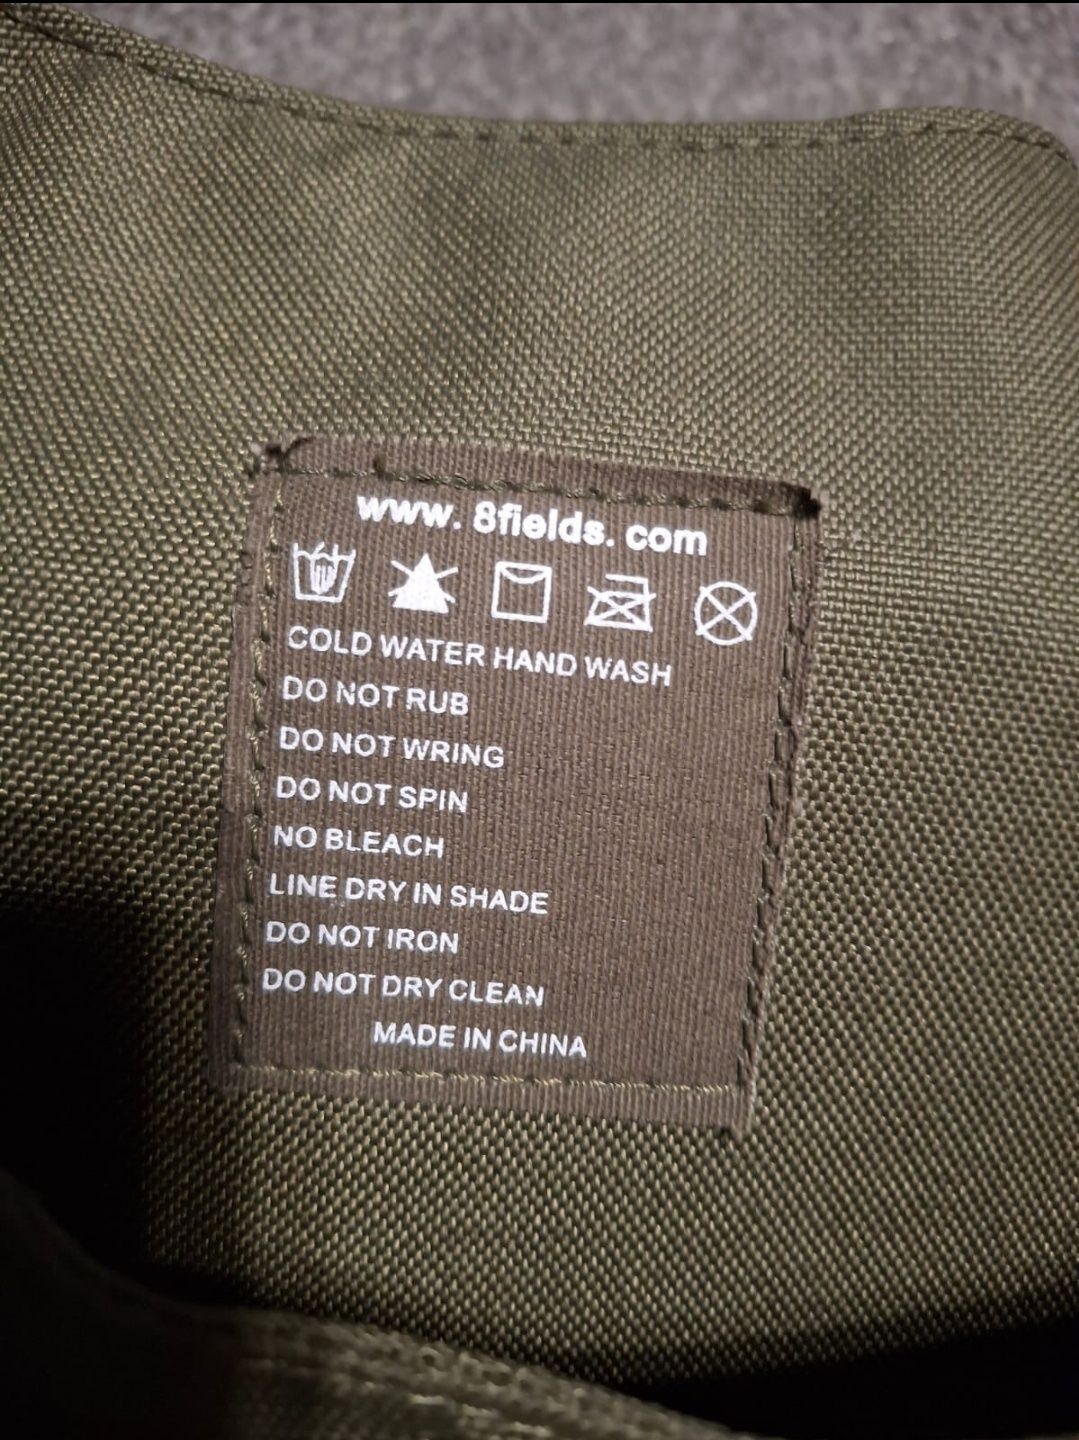 www. 8fields. com
COLD WATER HAND WASH
DO NOT RUB
DO NOT WRING
DO NOT SPIN
NO BLEACH
LINE DRY IN SHADE
DO NOT IRON
DO NOT DRY CLEAN
MADE IN CHINA